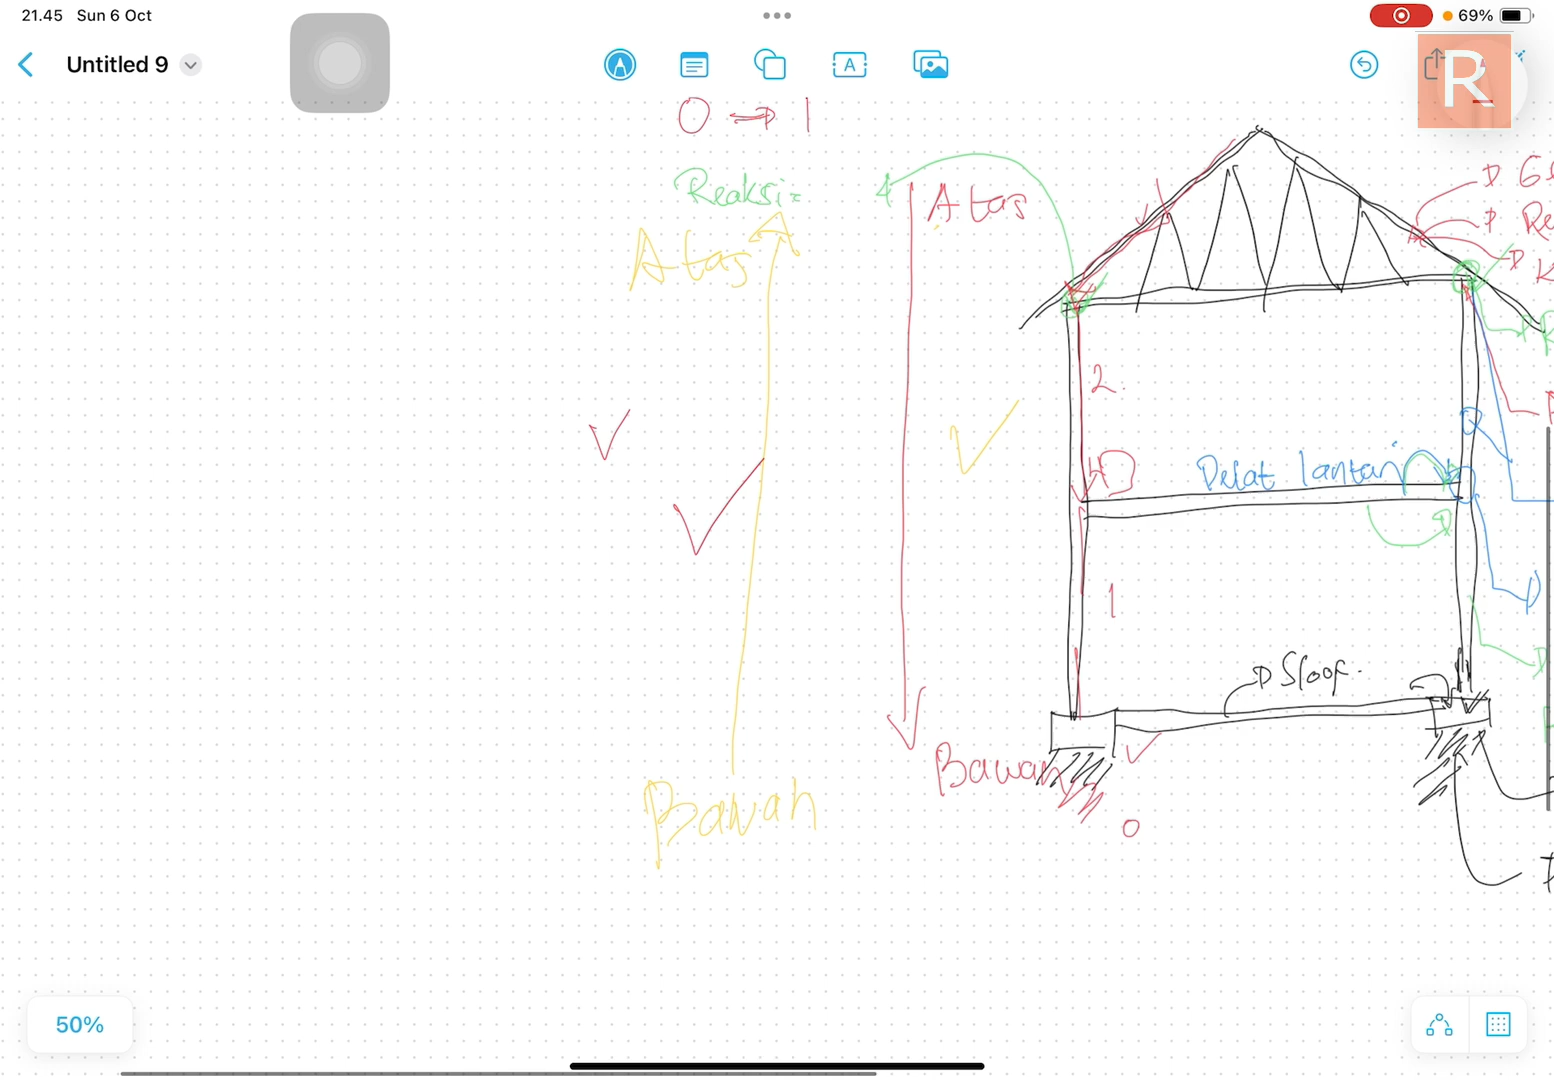 21.45 Sun 6 Oct
69%
Untitled 9
A
R
0 ⇒ 1
Reaksi =
Atas
Atas
2.
Pelat lantai
1
Sloof.
Bawah
Bawah
0
50%